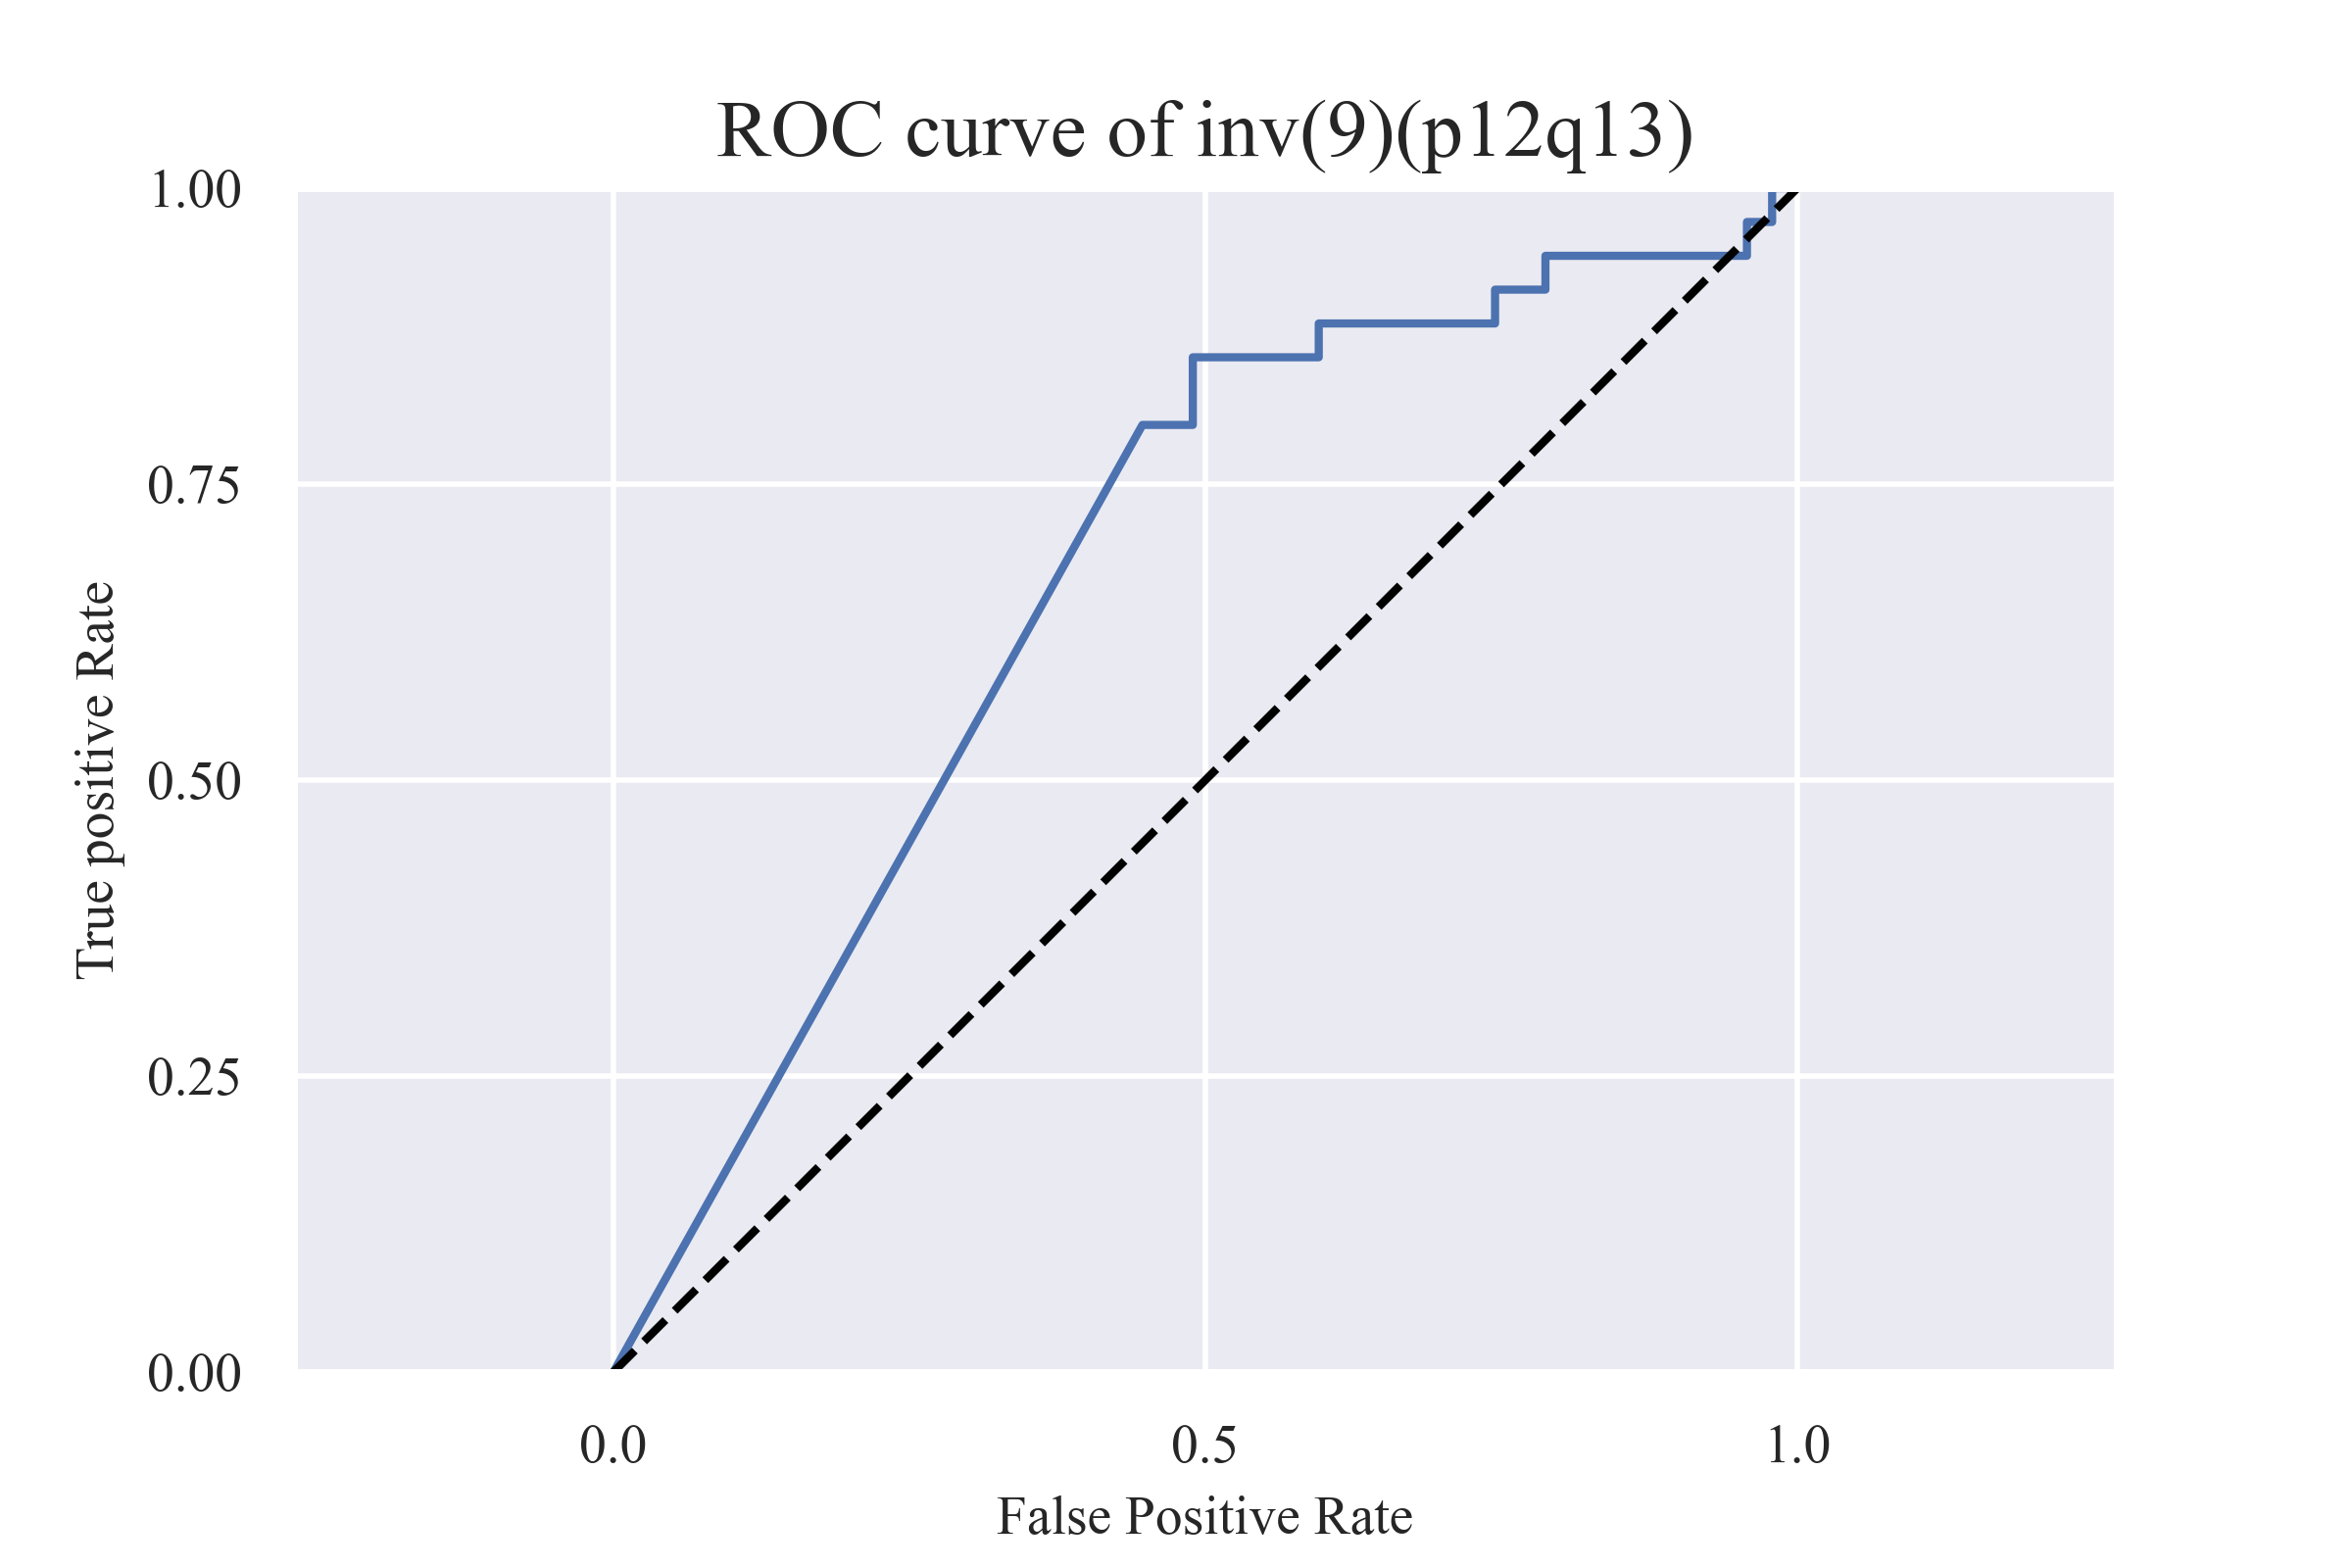 ROC curve of inv(9)(p12q13)
1.00
0.75
0.50
0.25
0.00
True positive Rate
0.0 0.5 1.0
False Positive Rate